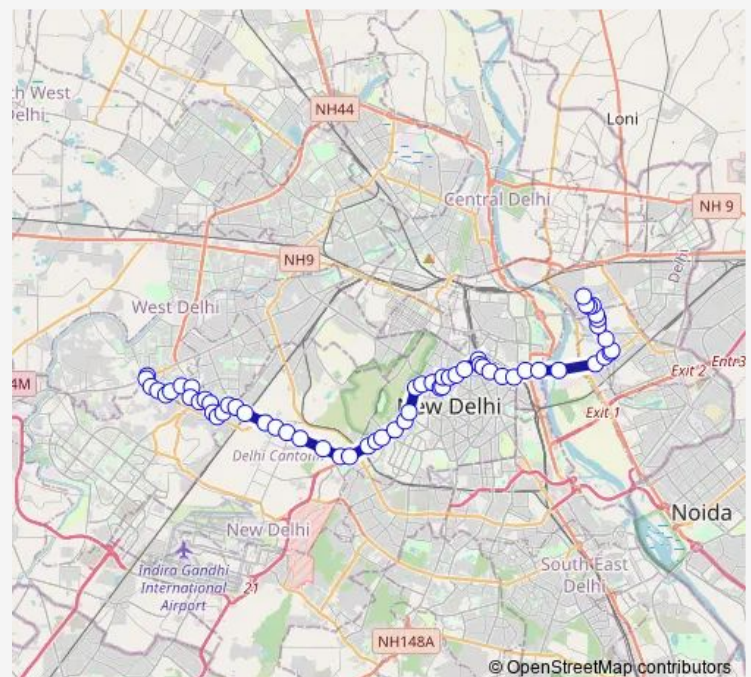 th West
Delhi
NH44
Loni
Central Delhi
NH 9
Delhi
NH9
West Delhi
4M
Entr3
Exit 2
New Delhi
Exit 1
Delhi Canton
Noida
New Delhi
Indira Gandhi
International
Airport
21
South East
Delhi
NH148A
© OpenStreetMap contributors